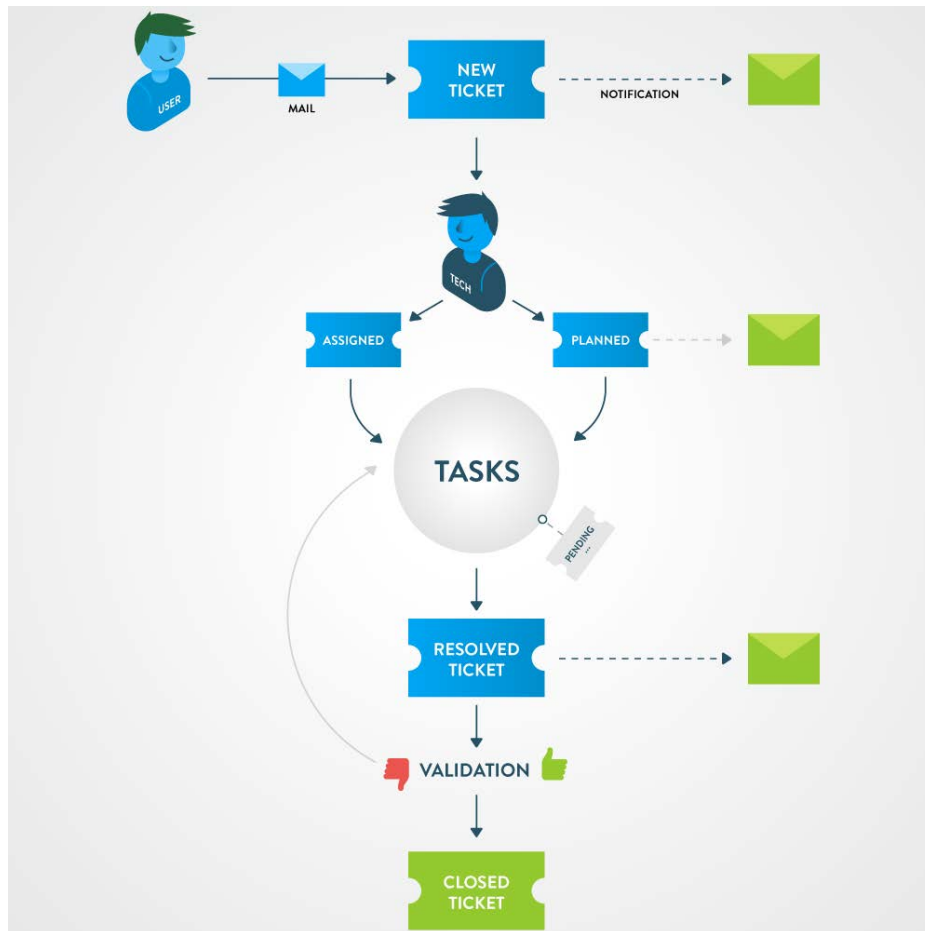 USER
MAIL
NEW
TICKET
NOTIFICATION
TECH
ASSIGNED
PLANNED
TASKS
PENDING
...
RESOLVED
TICKET
VALIDATION
CLOSED
TICKET